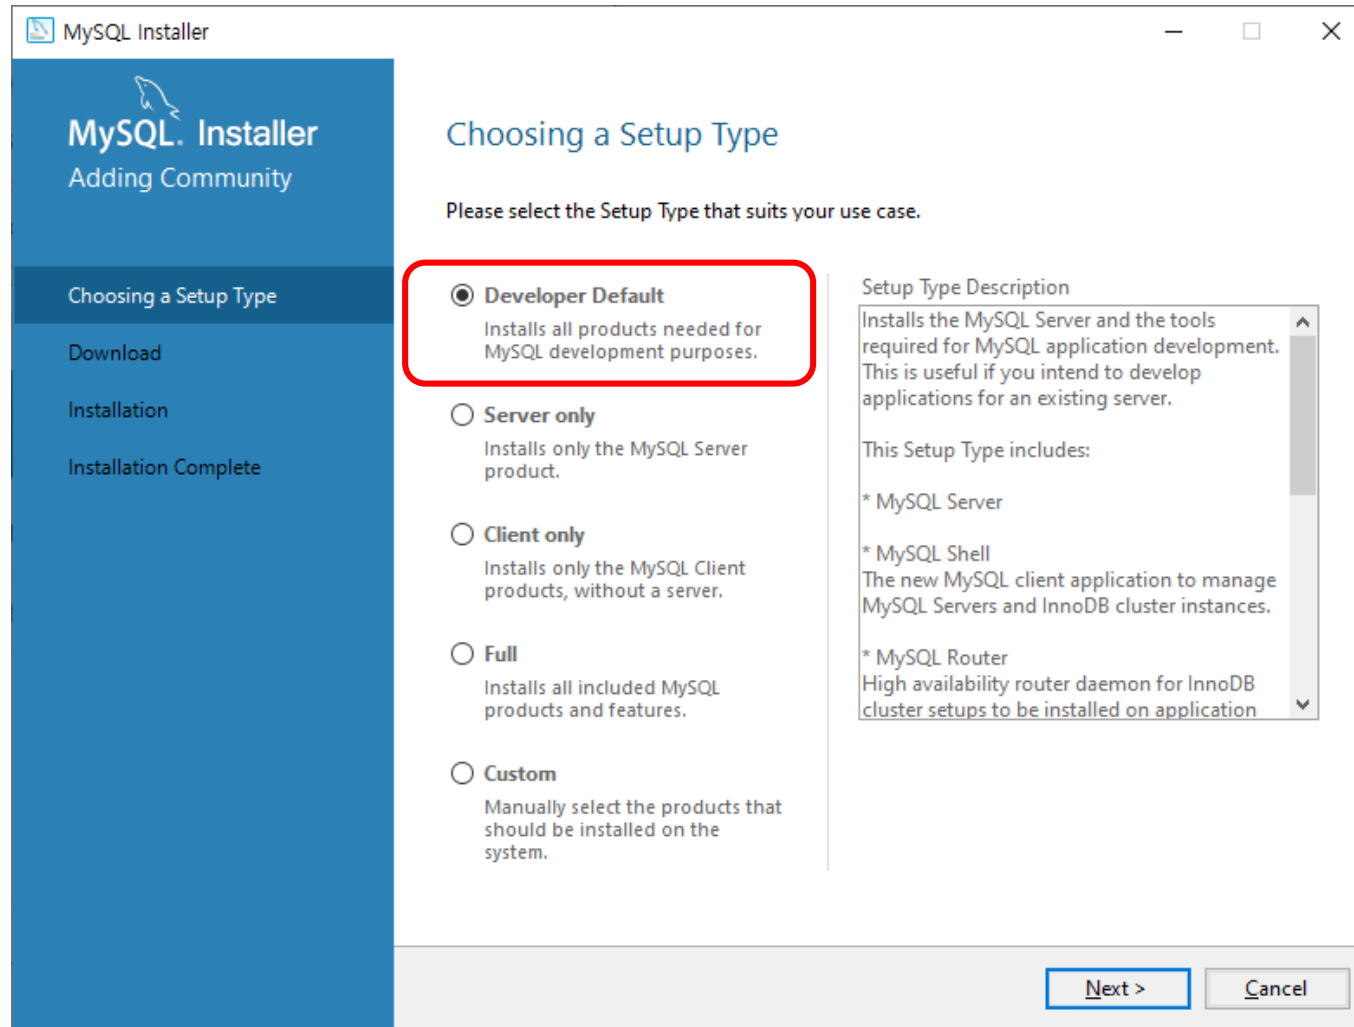 MySQL Installer
MySQL. Installer
Adding Community
Choosing a Setup Type
Download
Installation
Installation Complete
Choosing a Setup Type
Please select the Setup Type that suits your use case.
Developer Default
Installs all products needed for
MySQL development purposes.
Server only
Installs only the MySQL Server
product.
Client only
Installs only the MySQL Client
products, without a server.
Full
Installs all included MySQL
products and features.
Custom
Manually select the products that
should be installed on the
system.
Setup Type Description
Installs the MySQL Server and the tools
required for MySQL application development.
This is useful if you intend to develop
applications for an existing server.
This Setup Type includes:
* MySQL Server
* MySQL Shell
The new MySQL client application to manage
MySQL Servers and InnoDB cluster instances.
* MySQL Router
High availability router daemon for InnoDB
cluster setups to be installed on application
Next >
Cancel